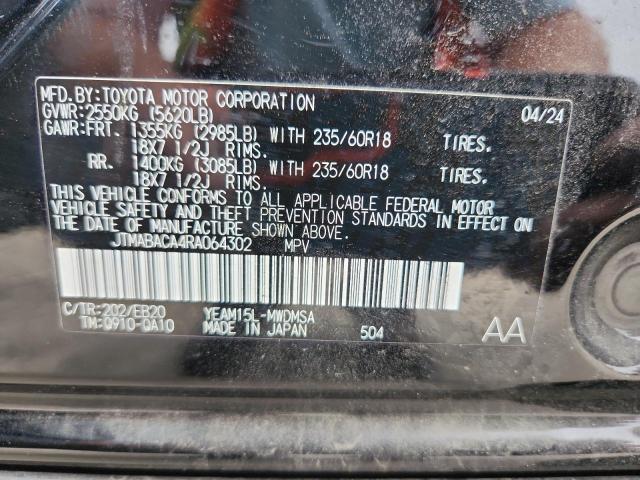 MFD.BY:TOYOTA MOTOR CORPORATION 04/24
GVWR:2550KG (5620LB)
GAWR:FRT. 1355KG (2985LB) WITH 235/60R18 TIRES.
18X7 1/2J RIMS.
RR. 1400KG (3085LB) WITH 235/60R18 TIRES.
18X7 1/2J RIMS.
THIS VEHICLE CONFORMS TO ALL APPLICABLE FEDERAL MOTOR
VEHICLE SAFETY AND THEFT PREVENTION STANDARDS IN EFFECT ON
THE DATE OF MANUFACTURE SHOWN ABOVE.
JTMABACA4RA064302 MPV
C/TR:202/EB20 YEAM15L-MWDMSA
TM:Q910-QA10 MADE IN JAPAN 504 AA